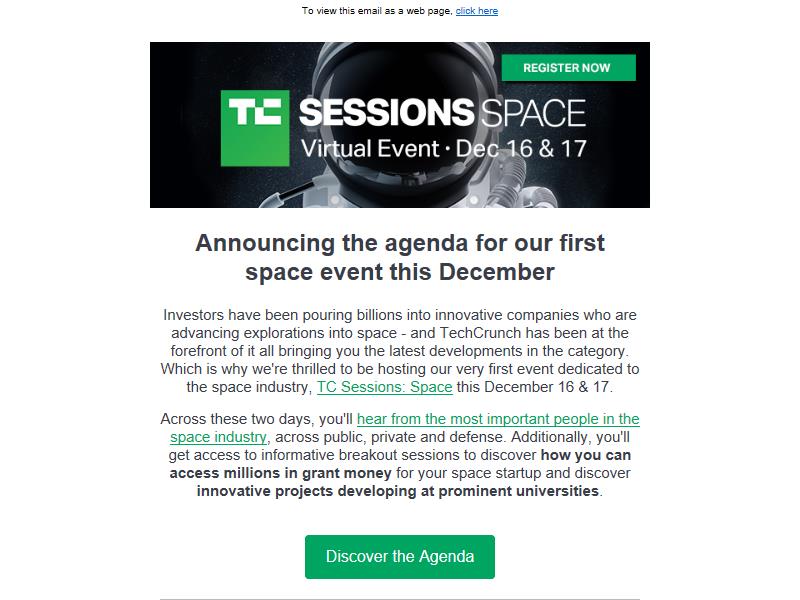 To view this email as a web page, click here
REGISTER NOW
TC SESSIONS SPACE
Virtual Event · Dec 16 & 17
Announcing the agenda for our first
space event this December
Investors have been pouring billions into innovative companies who are
advancing explorations into space - and TechCrunch has been at the
forefront of it all bringing you the latest developments in the category.
Which is why we're thrilled to be hosting our very first event dedicated to
the space industry, TC Sessions: Space this December 16 & 17.
Across these two days, you'll hear from the most important people in the
space industry, across public, private and defense. Additionally, you'll
get access to informative breakout sessions to discover how you can
access millions in grant money for your space startup and discover
innovative projects developing at prominent universities.
Discover the Agenda